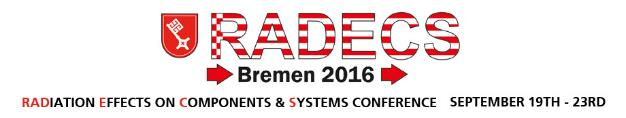 RADECS
Bremen 2016
RADIATION EFFECTS ON COMPONENTS & SYSTEMS CONFERENCE SEPTEMBER 19TH - 23RD